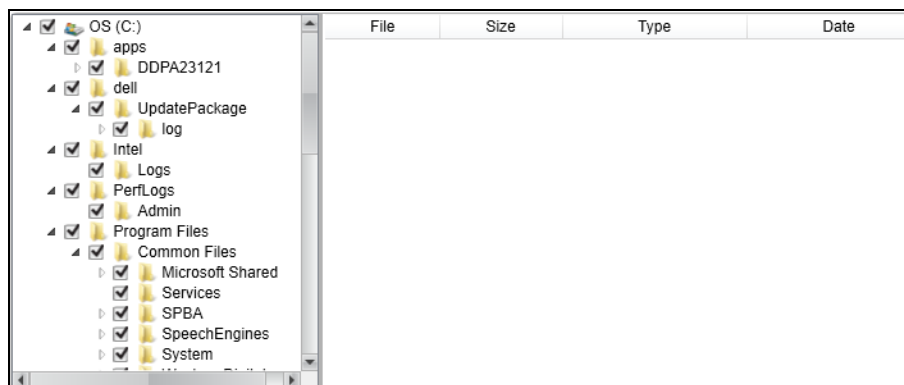 OS (C:) File Size Type Date
apps
DDPA23121
dell
UpdatePackage
log
Intel
Logs
PerfLogs
Admin
Program Files
Common Files
Microsoft Shared
Services
SPBA
SpeechEngines
System